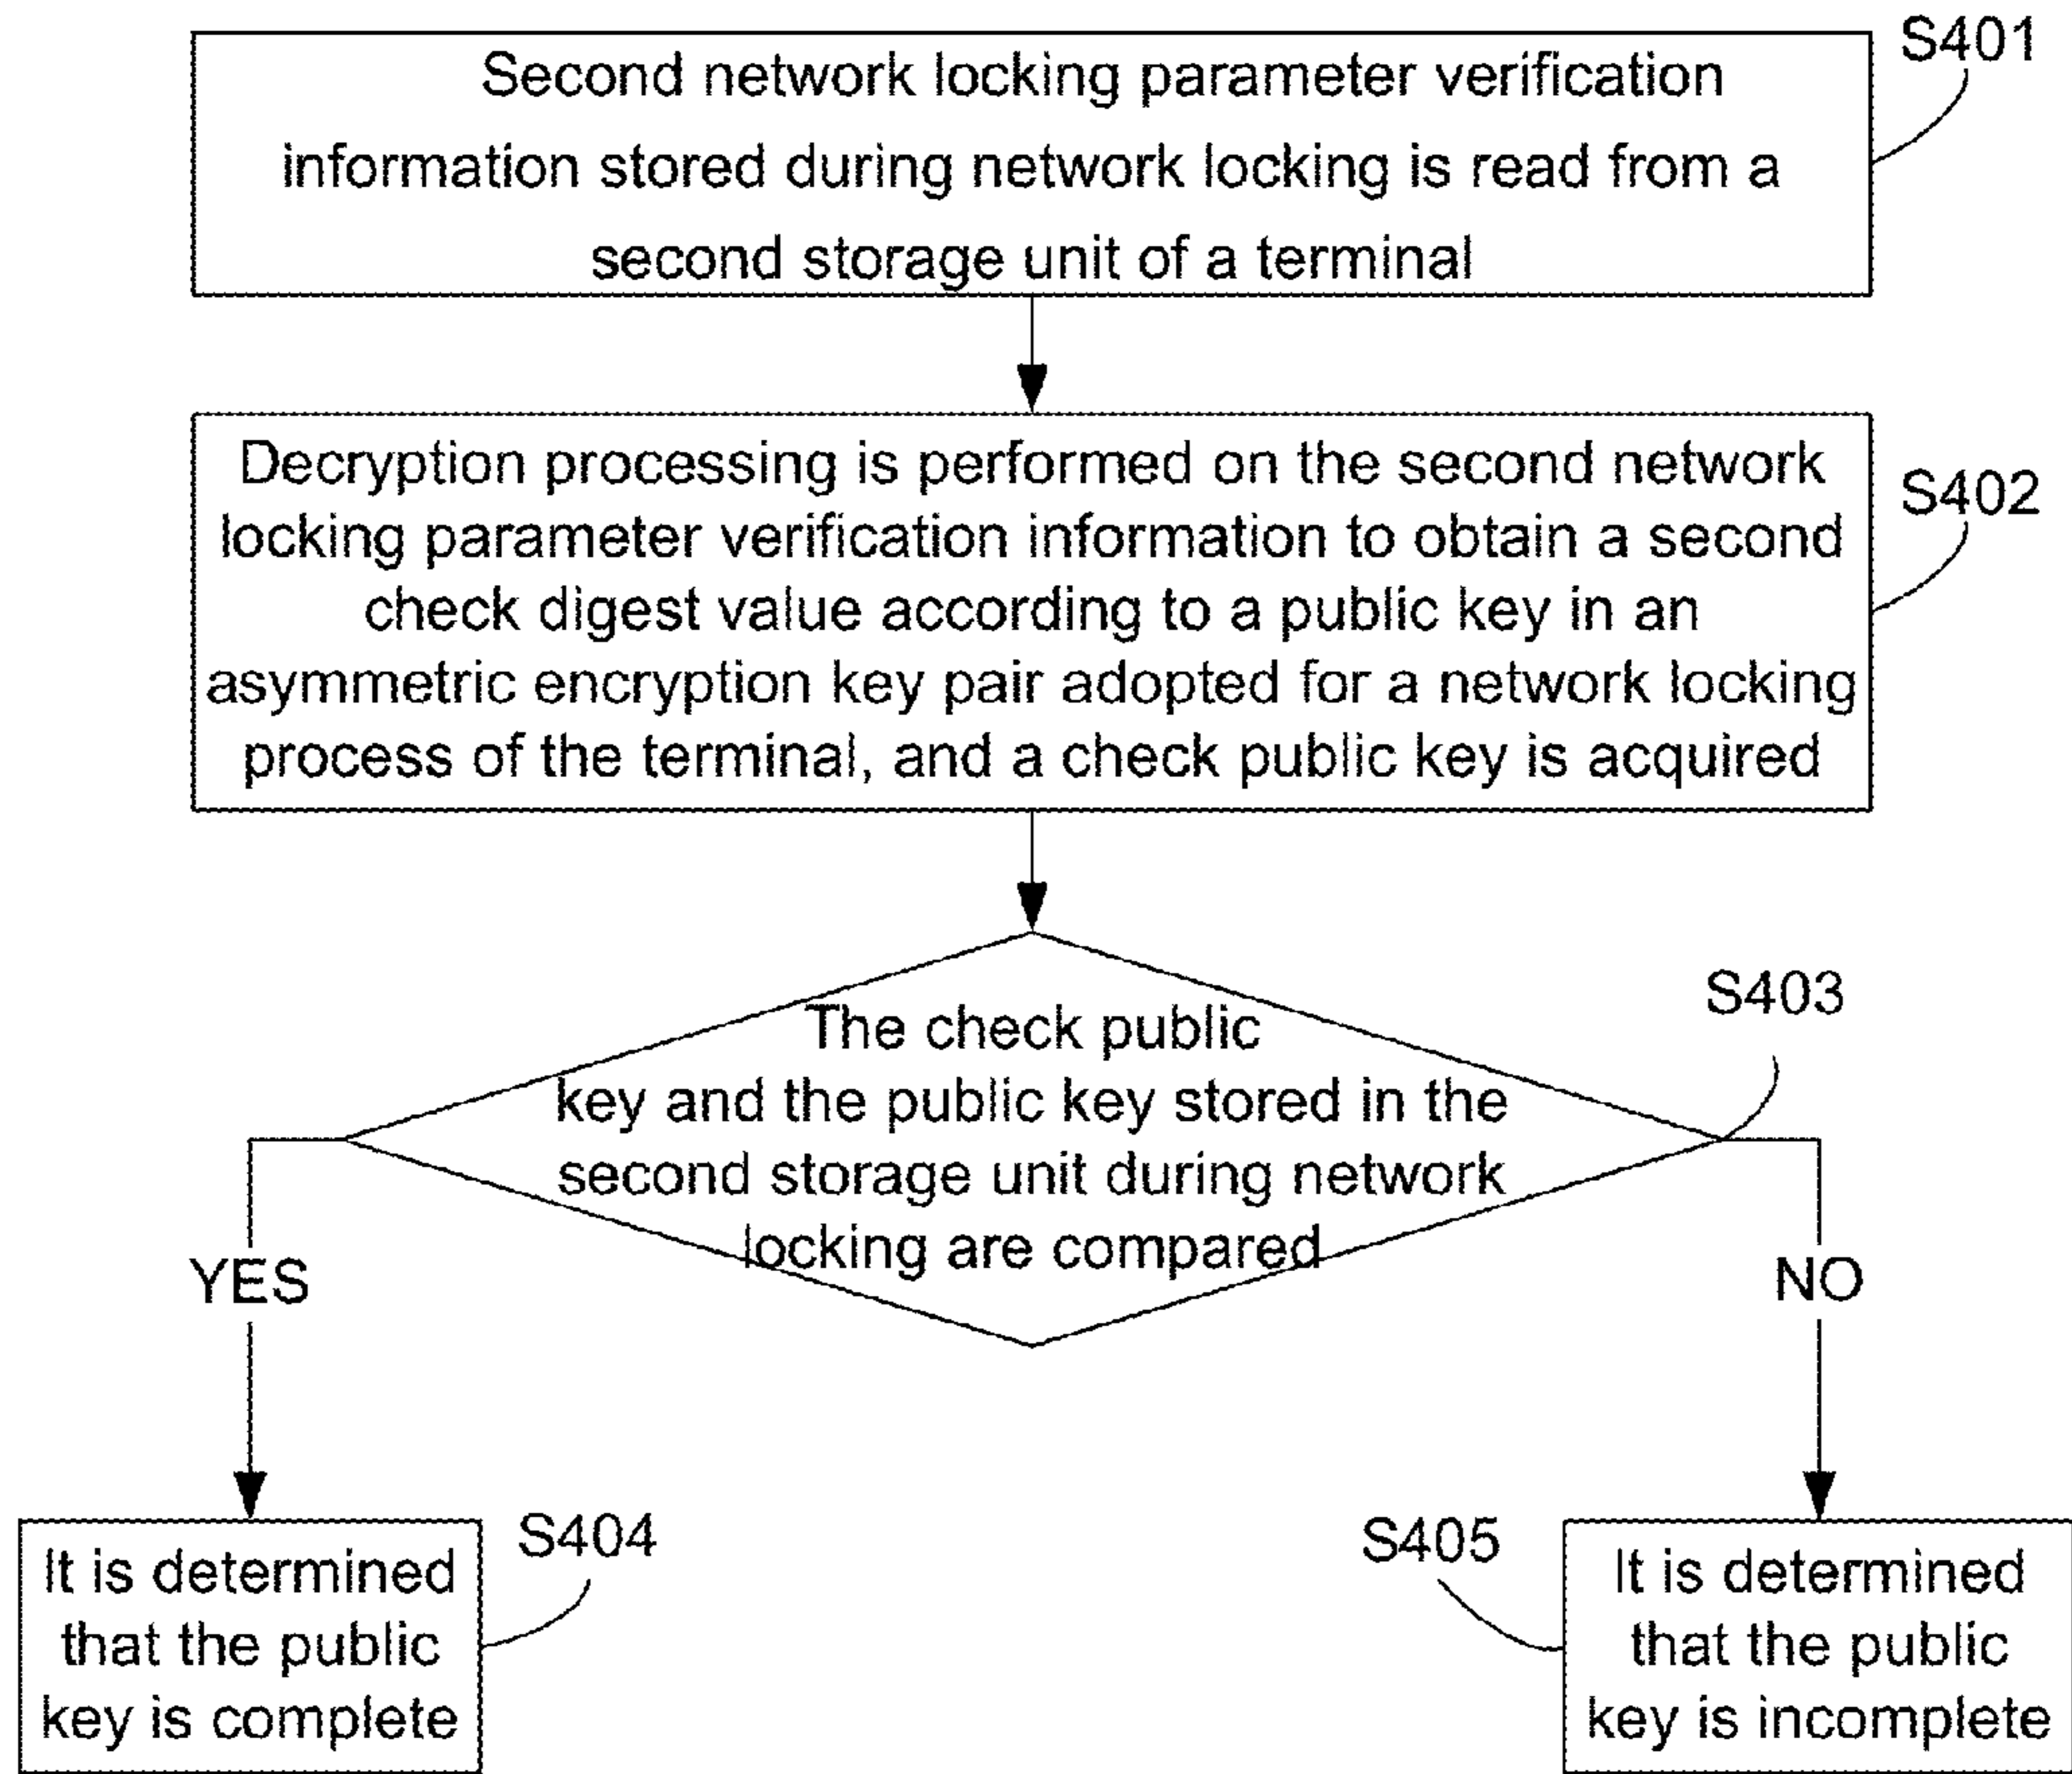 S401
Second network locking parameter verification
information stored during network locking is read from a
second storage unit of a terminal
S402
Decryption processing is performed on the second network
locking parameter verification information to obtain a second
check digest value according to a public key in an
asymmetric encryption key pair adopted for a network locking
process of the terminal, and a check public key is acquired
S403
The check public
key and the public key stored in the
second storage unit during network
locking are compared
YES
NO
S404
It is determined
that the public
key is complete
S405
It is determined
that the public
key is incomplete